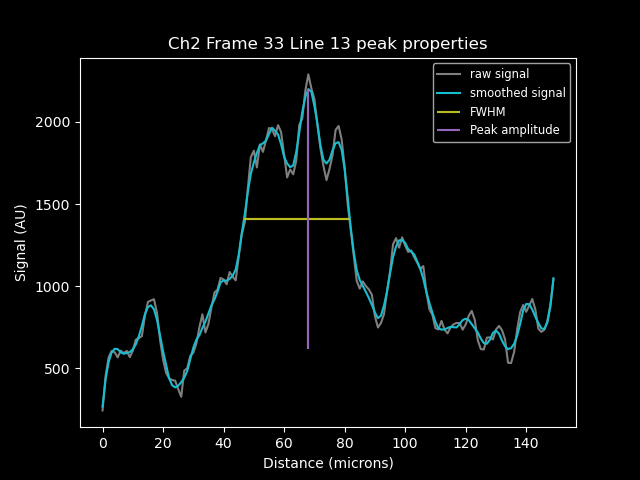 Ch2 Frame 33 Line 13 peak properties
raw signal
smoothed signal
FWHM
Peak amplitude
Signal (AU)
2000
1500
1000
500
0 20 40 60 80 100 120 140
Distance (microns)